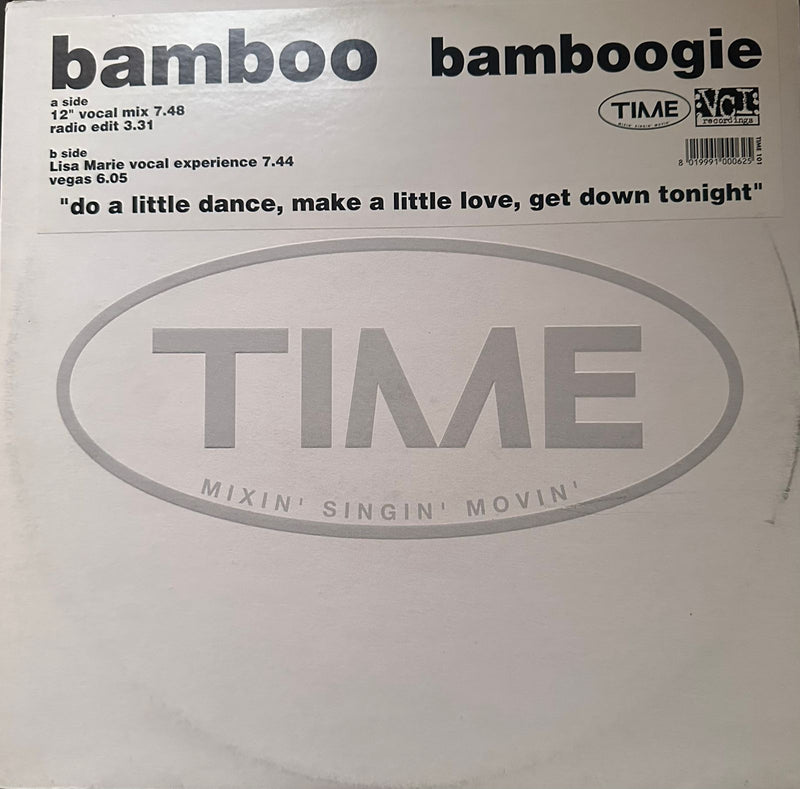 bamboo bamboogie
a side
12" vocal mix 7.48
radio edit 3.31
TIME
VCI
recordings
b side
Lisa Marie vocal experience 7.44
vegas 6.05
8 019991 000625
TIME 101
"do a little dance, make a little love, get down tonight"
TIME
MIXIN' SINGIN' MOVIN'